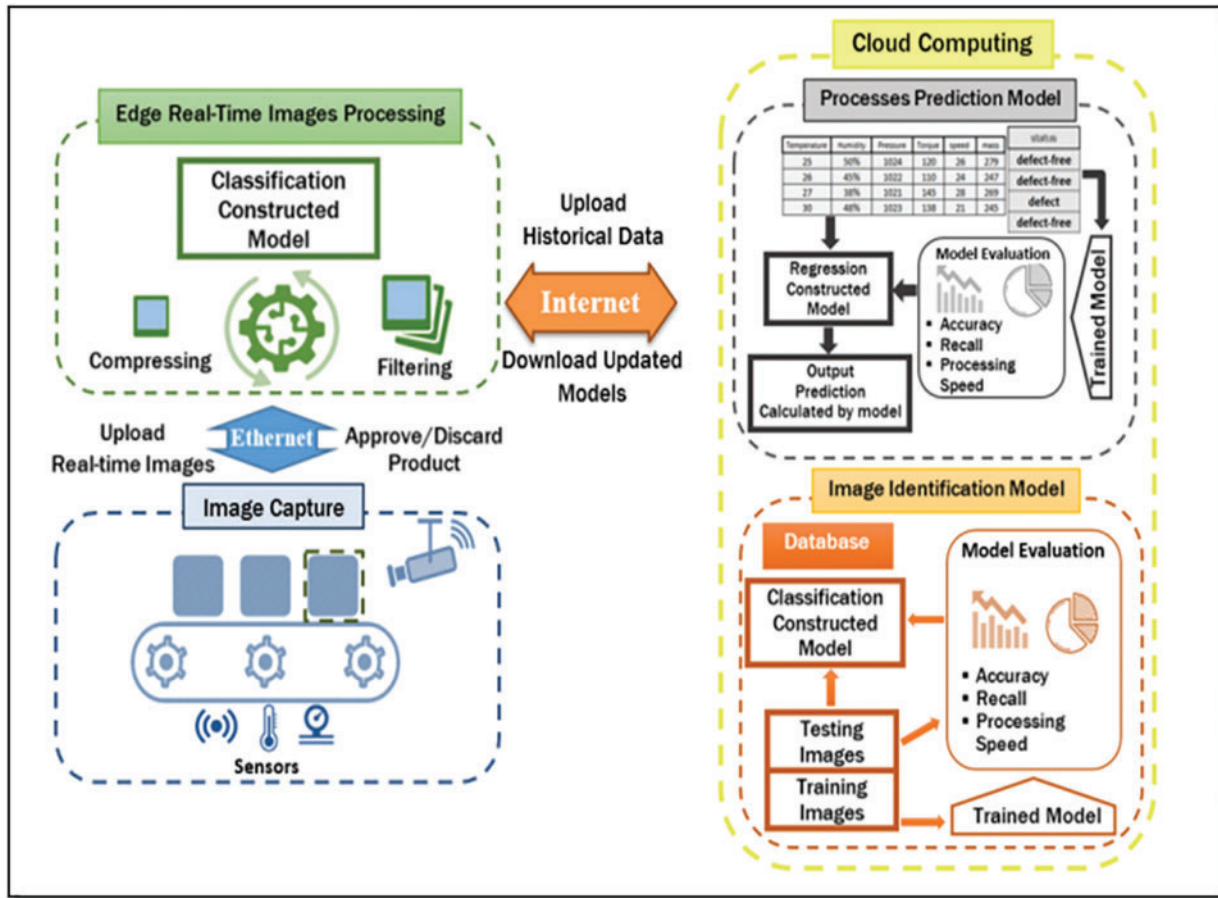 Edge Real-Time Images Processing
Classification
Constructed
Model
Compressing
Filtering
Upload
Real-time Images
Ethernet
Approve/Discard
Product
Image Capture
Sensors
Upload
Historical Data
Internet
Download Updated
Models
Cloud Computing
Processes Prediction Model
Temperature Humidity Pressure Torque speed mass status
25 50% 1024 120 26 279 defect-free
26 45% 1022 110 24 247 defect-free
27 38% 1021 145 28 269 defect
30 48% 1023 138 21 245 defect-free
Regression
Constructed
Model
Model Evaluation
▪ Accuracy
▪ Recall
▪ Processing
Speed
Trained Model
Output
Prediction
Calculated by model
Image Identification Model
Database
Classification
Constructed
Model
Model Evaluation
▪ Accuracy
▪ Recall
▪ Processing
Speed
Testing
Images
Training
Images
Trained Model